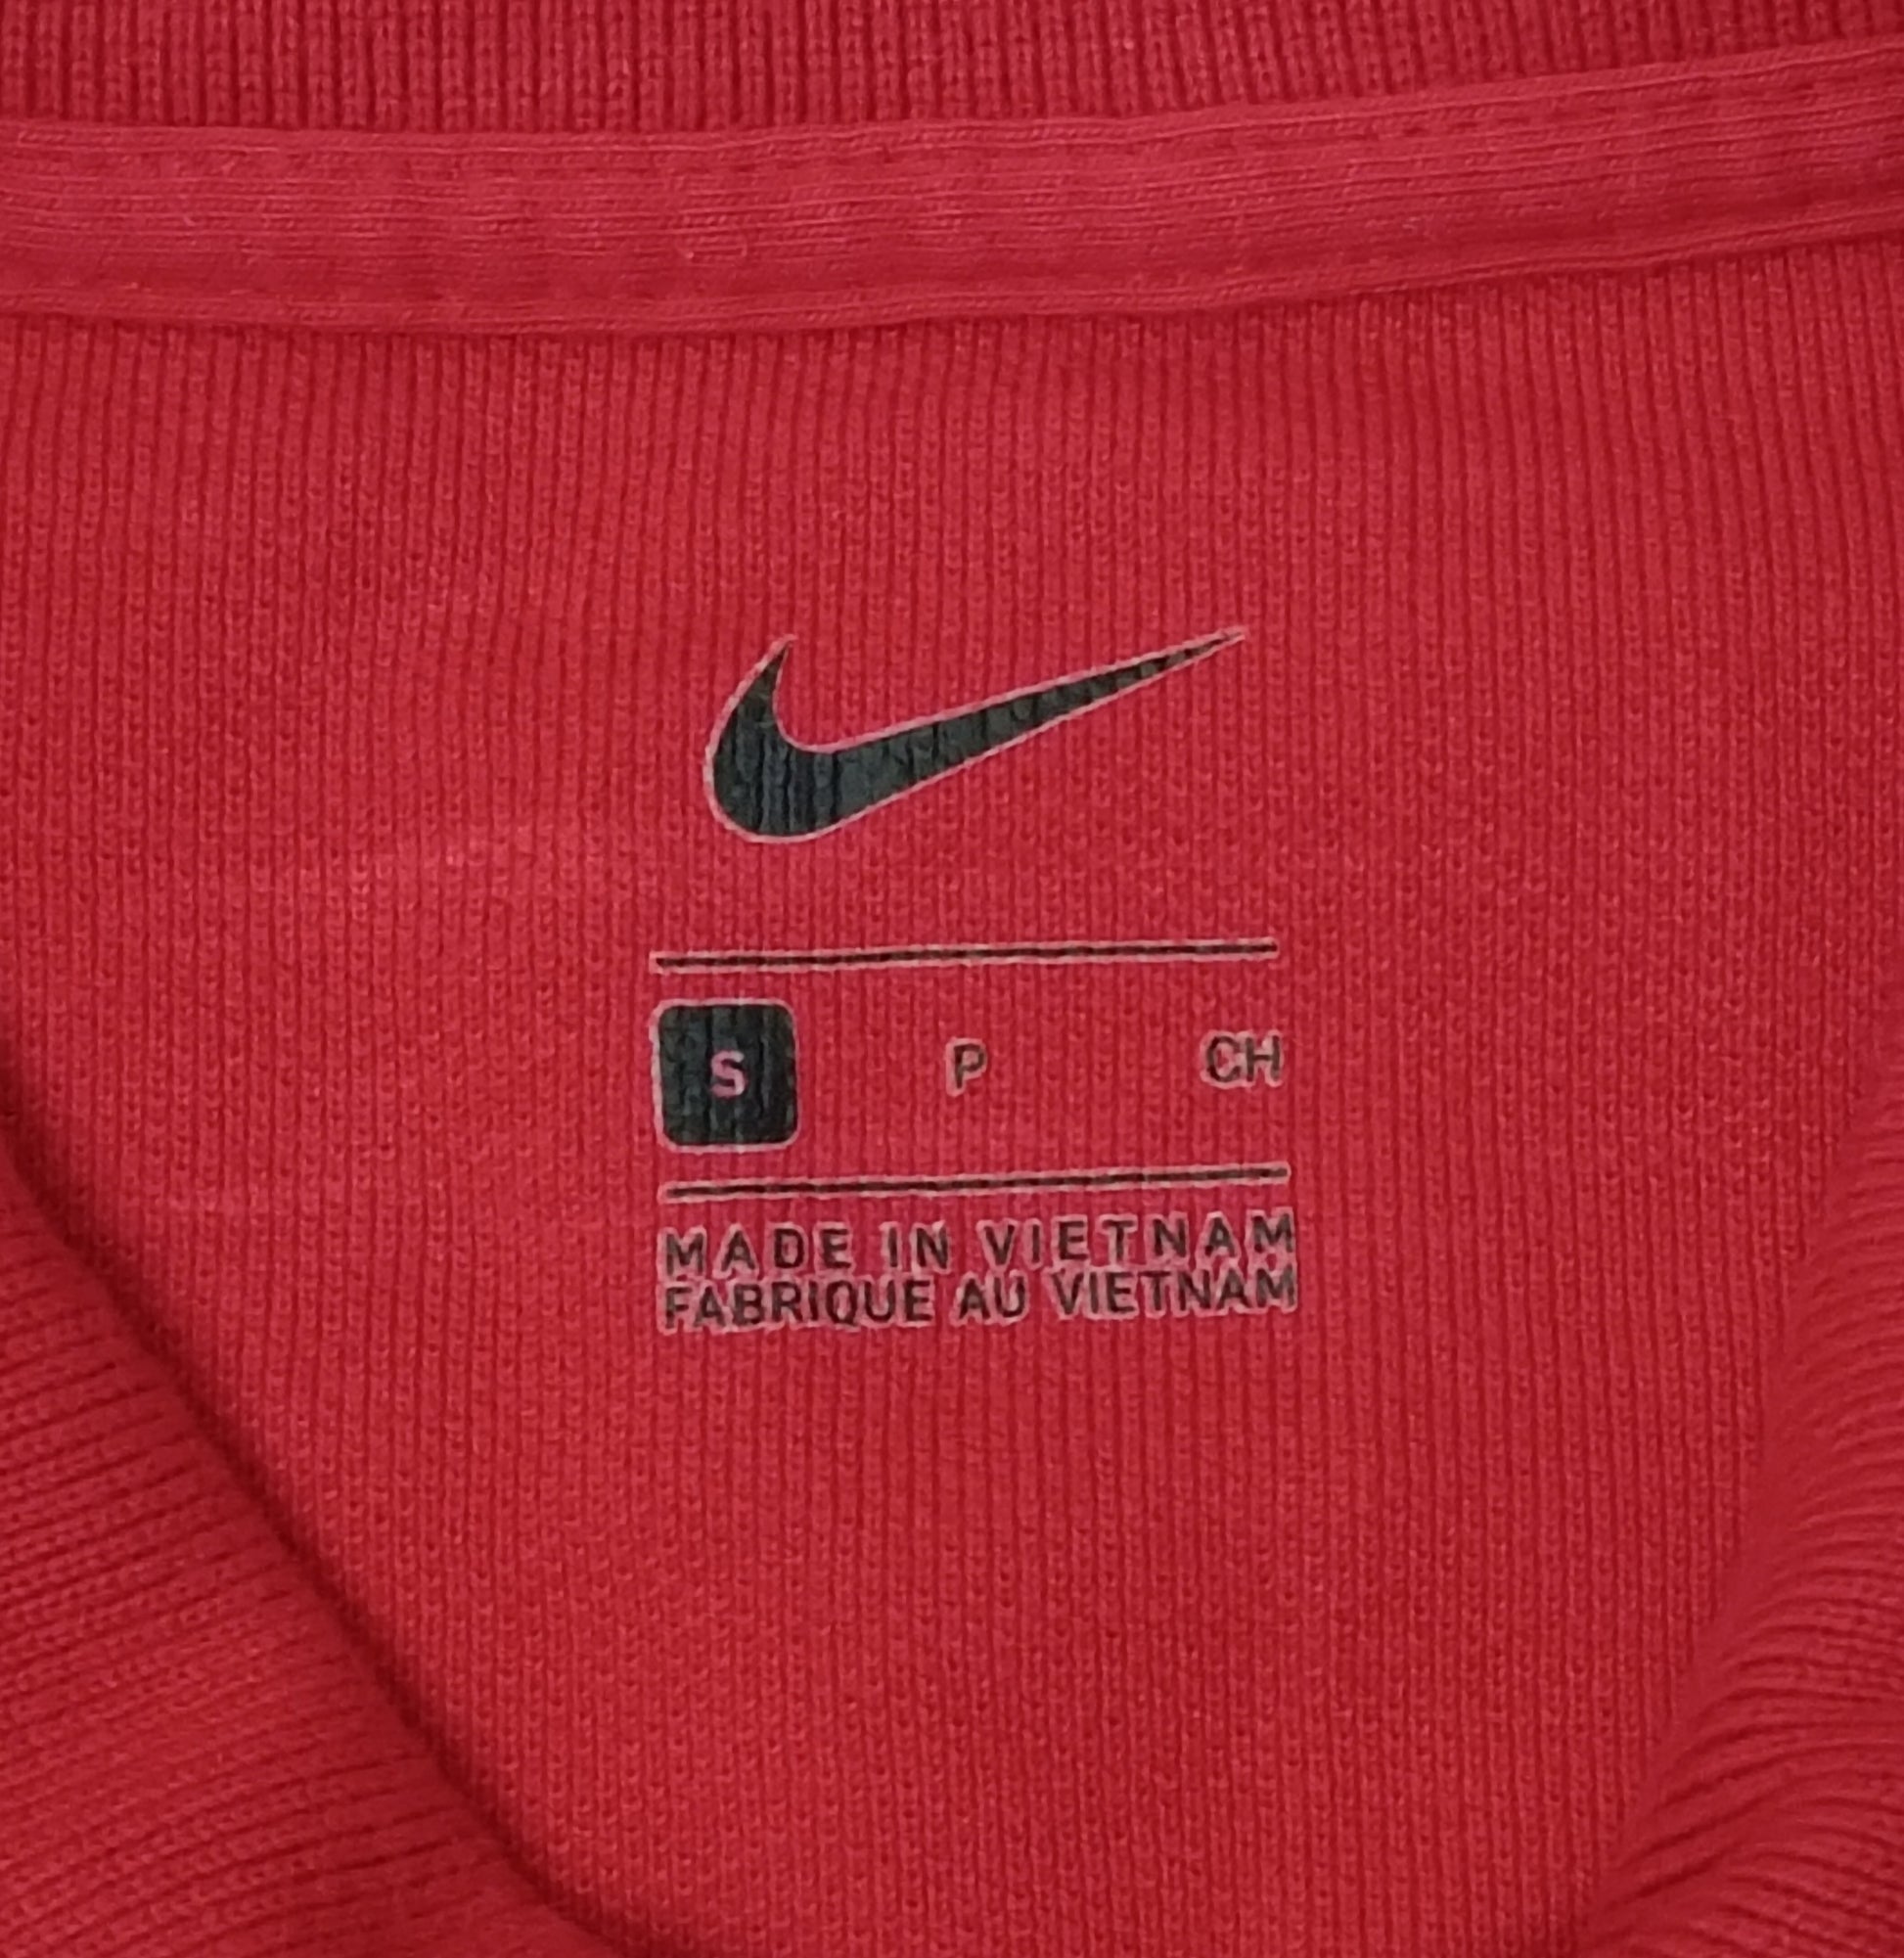 S P CH
MADE IN VIETNAM
FABRIQUE AU VIETNAM